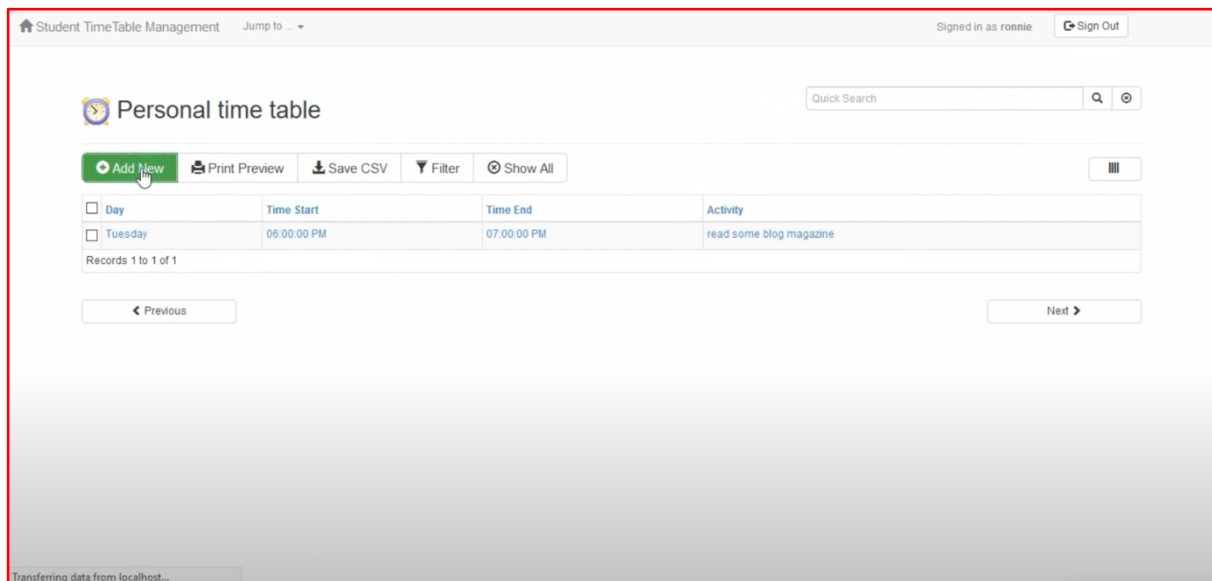 Student TimeTable Management Jump to ... Signed in as ronnie Sign Out
Personal time table
Quick Search
Add New Print Preview Save CSV Filter Show All
Day Time Start Time End Activity
Tuesday 06:00:00 PM 07:00:00 PM read some blog magazine
Records 1 to 1 of 1
Previous Next
Transferring data from localhost...